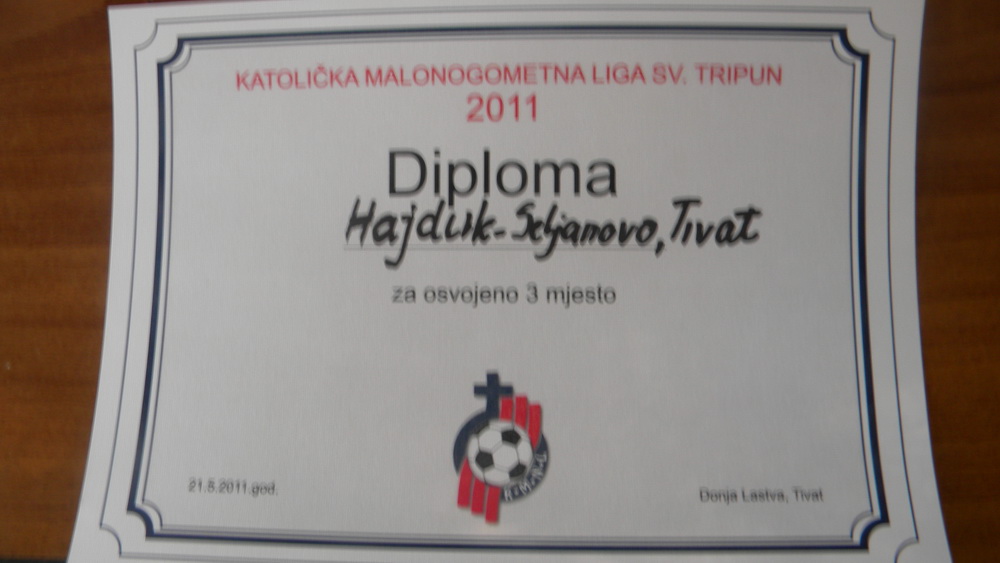 KATOLIČKA MALONOGOMETNA LIGA SV. TRIPUN
2011
Diploma
Hajduk-Seljanovo, Tivat
za osvojeno 3 mjesto
K-M-N-L
21.5.2011.god.
Donja Lastva, Tivat